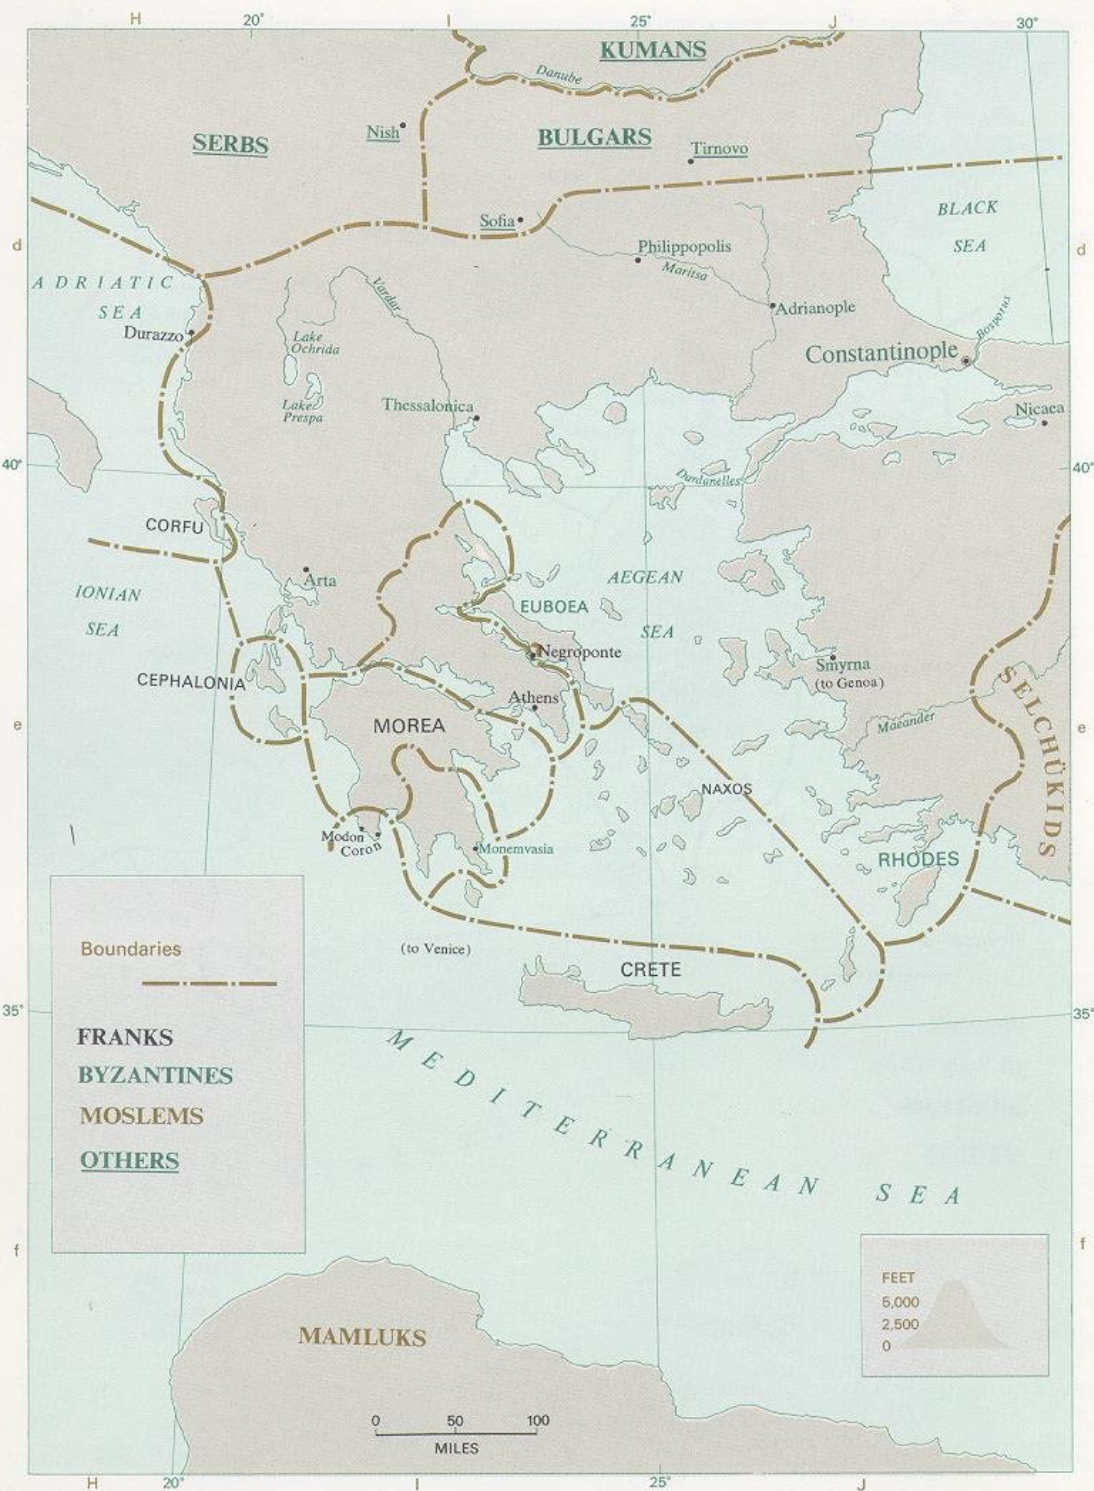 H
20°
I
25°
J
30°
KUMANS
Danube
SERBS
Nish
BULGARS
Tirnovo
Sofia
BLACK
SEA
d
d
Philippopolis
Maritsa
ADRIATIC
SEA
Vardar
Adrianople
Bosporus
Durazzo
Lake
Ochrida
Constantinople
Lake
Prespa
Thessalonica
Nicaea
40°
40°
Dardanelles
CORFU
Arta
AEGEAN
SEA
IONIAN
SEA
EUBOEA
Negroponte
Smyrna
(to Genoa)
CEPHALONIA
Athens
SELCHÜKIDS
e
e
MOREA
Maeander
NAXOS
Modon
Coron
Monemvasia
RHODES
(to Venice)
CRETE
35°
35°
Boundaries
FRANKS
BYZANTINES
MOSLEMS
OTHERS
MEDITERRANEAN SEA
f
f
FEET
5,000
2,500
0
MAMLUKS
0 50 100
MILES
H
20°
I
25°
J